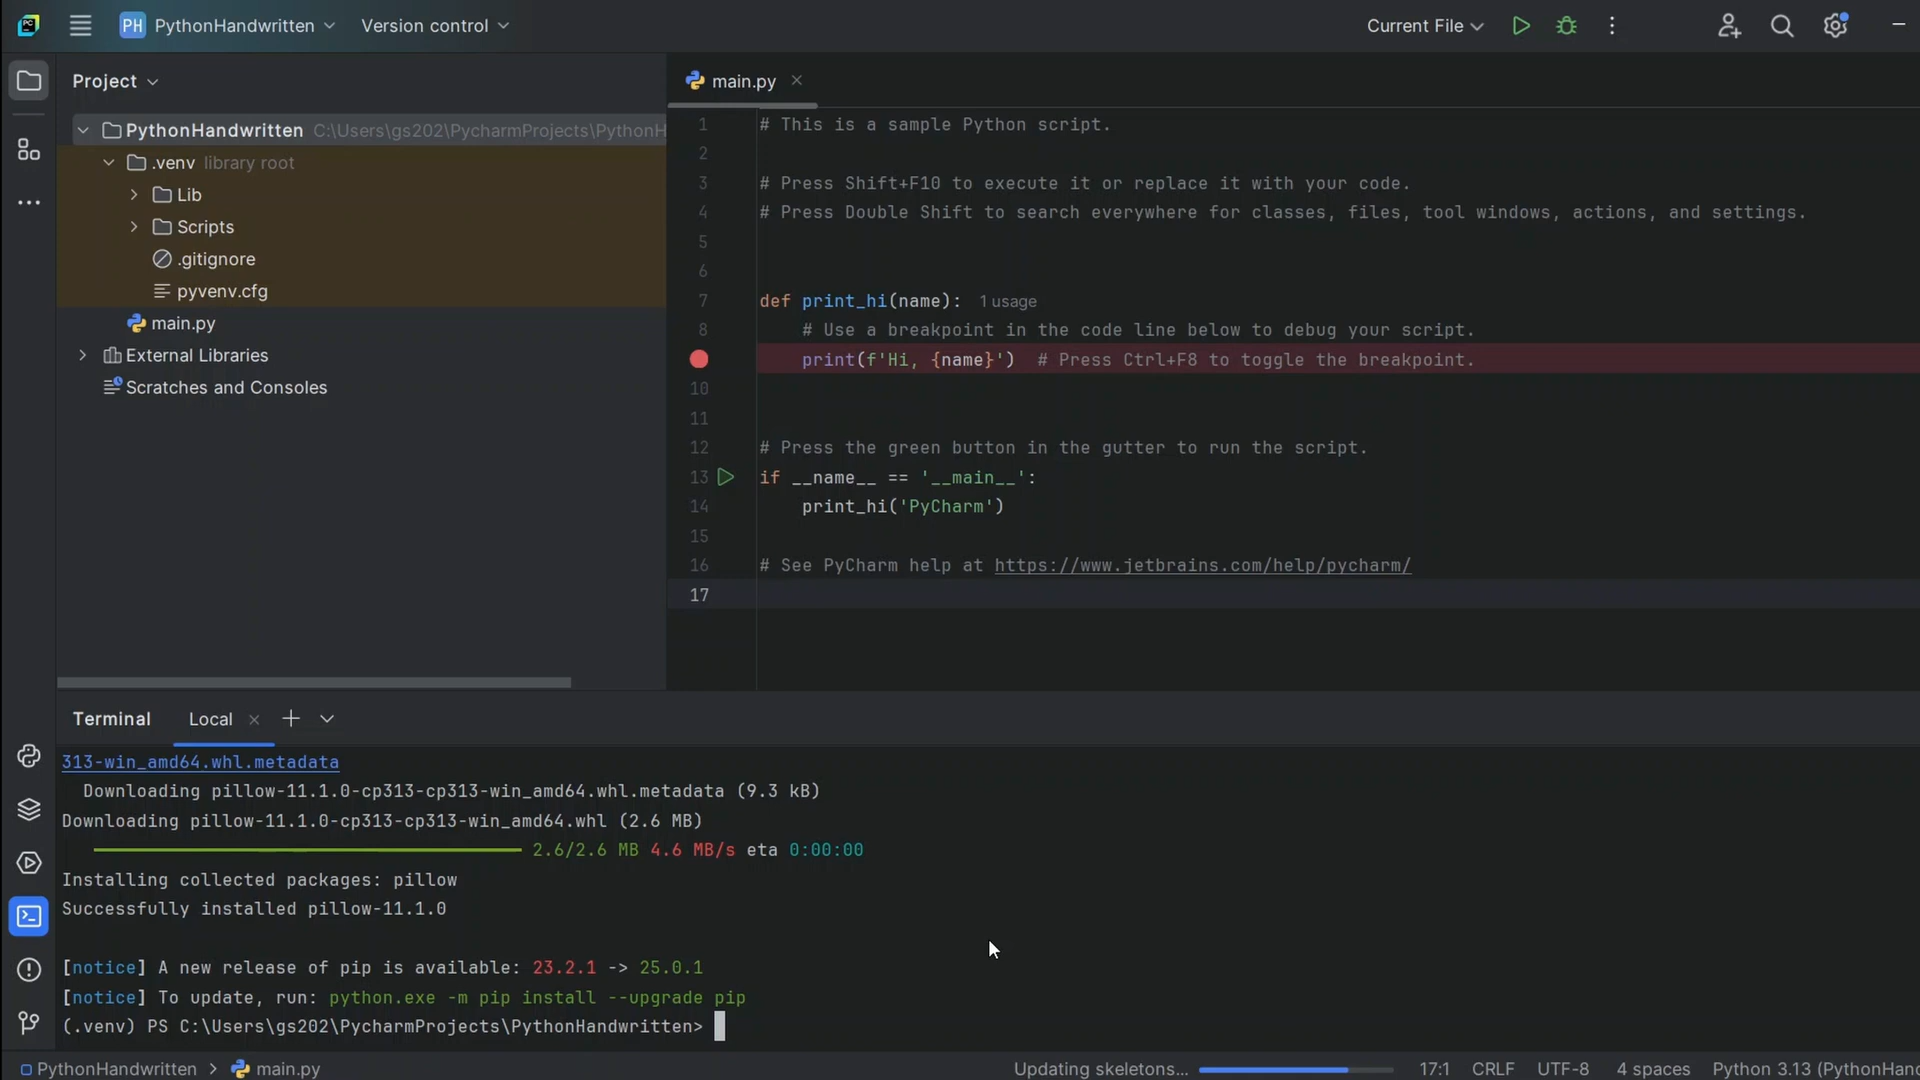 PH PythonHandwritten Version control Current File
Project
PythonHandwritten C:\Users\gs202\PycharmProjects\PythonH
.venv library root
Lib
Scripts
.gitignore
pyvenv.cfg
main.py
External Libraries
Scratches and Consoles
main.py
1 # This is a sample Python script.
2
3 # Press Shift+F10 to execute it or replace it with your code.
4 # Press Double Shift to search everywhere for classes, files, tool windows, actions, and settings.
5
6
7 def print_hi(name): 1 usage
8 # Use a breakpoint in the code line below to debug your script.
print(f'Hi, {name}') # Press Ctrl+F8 to toggle the breakpoint.
10
11
12 # Press the green button in the gutter to run the script.
13 if __name__ == '__main__':
14 print_hi('PyCharm')
15
16 # See PyCharm help at https://www.jetbrains.com/help/pycharm/
17
Terminal Local
313-win_amd64.whl.metadata
Downloading pillow-11.1.0-cp313-cp313-win_amd64.whl.metadata (9.3 kB)
Downloading pillow-11.1.0-cp313-cp313-win_amd64.whl (2.6 MB)
2.6/2.6 MB 4.6 MB/s eta 0:00:00
Installing collected packages: pillow
Successfully installed pillow-11.1.0
[notice] A new release of pip is available: 23.2.1 -> 25.0.1
[notice] To update, run: python.exe -m pip install --upgrade pip
(.venv) PS C:\Users\gs202\PycharmProjects\PythonHandwritten>
PythonHandwritten > main.py Updating skeletons... 17:1 CRLF UTF-8 4 spaces Python 3.13 (PythonHan